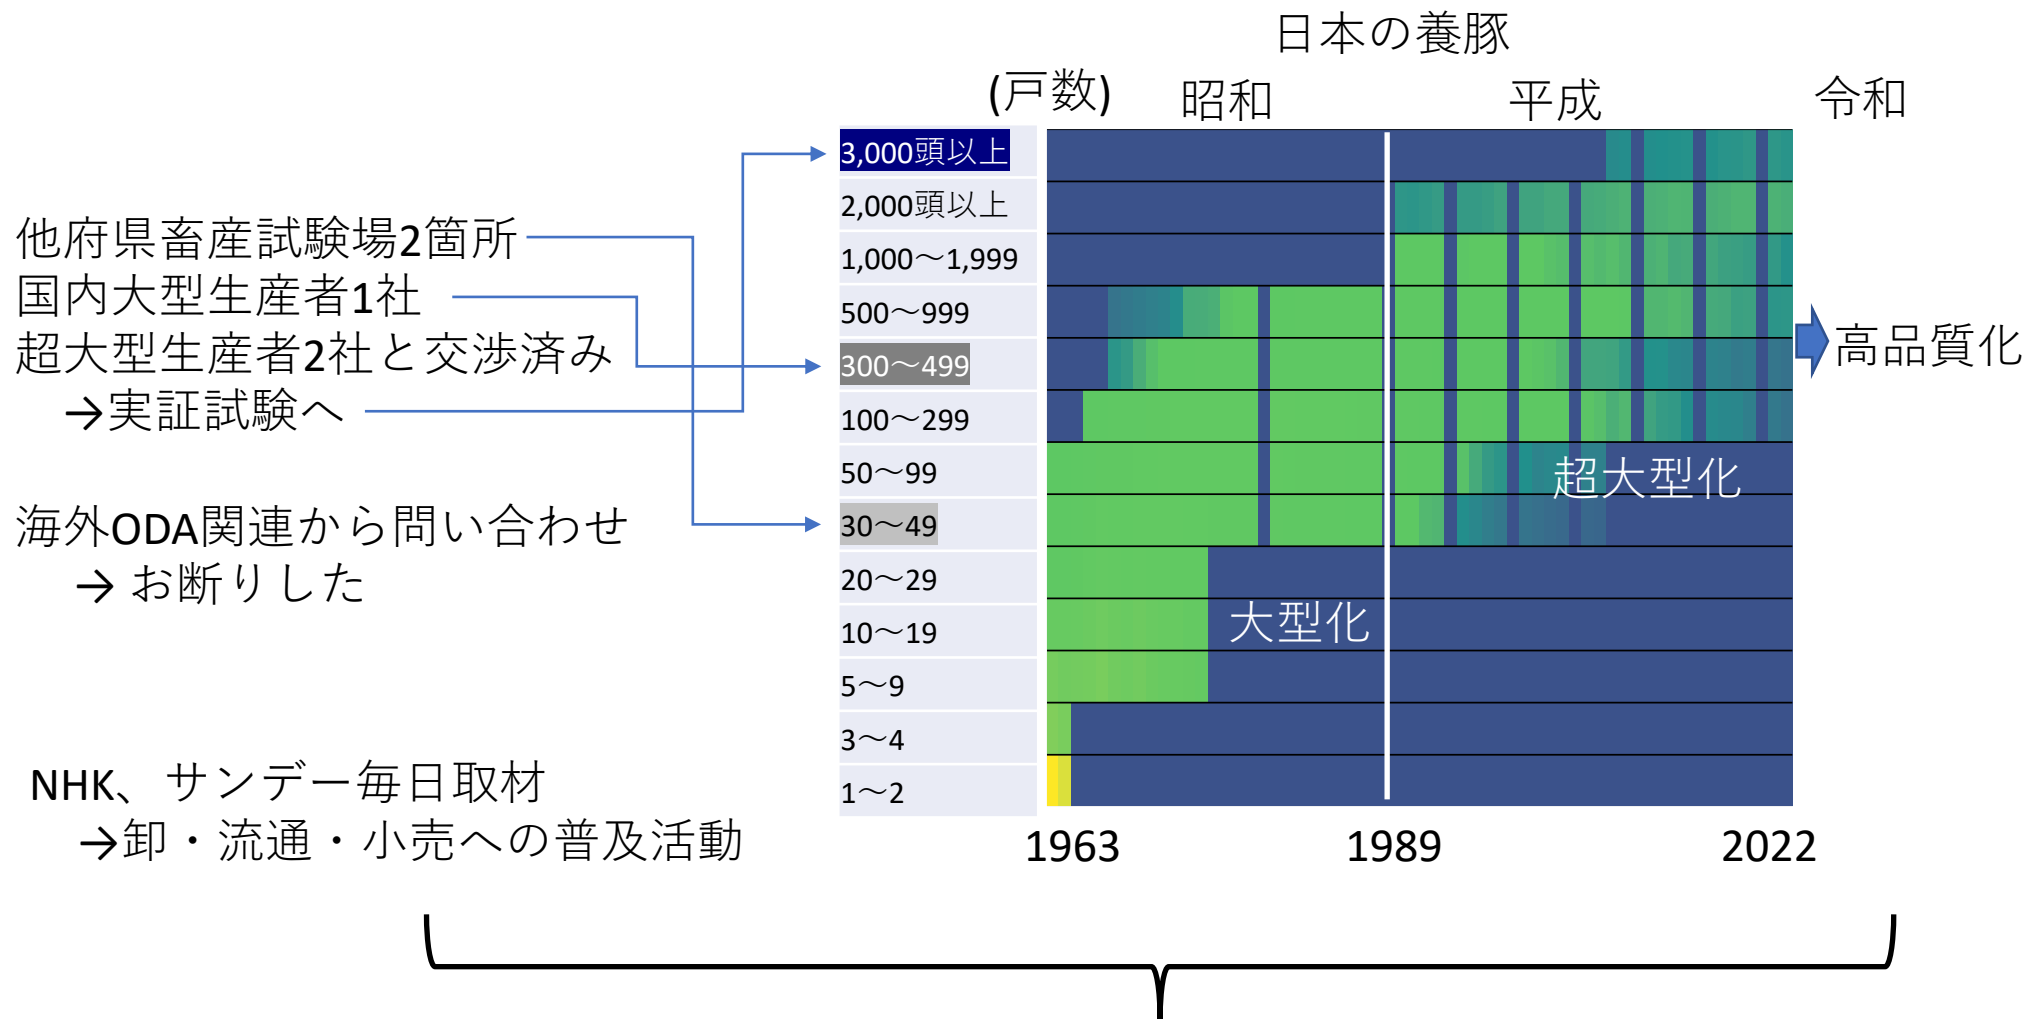 日本の養豚
(戸数)
昭和
平成
令和
3,000頭以上
2,000頭以上
1,000～1,999
500～999
300～499
100～299
50～99
30～49
20～29
10～19
5～9
3～4
1～2
超大型化
大型化
1963
1989
2022
高品質化
他府県畜産試験場2箇所
国内大型生産者1社
超大型生産者2社と交渉済み
→実証試験へ
海外ODA関連から問い合わせ
→ お断りした
NHK、サンデー毎日取材
→卸・流通・小売への普及活動